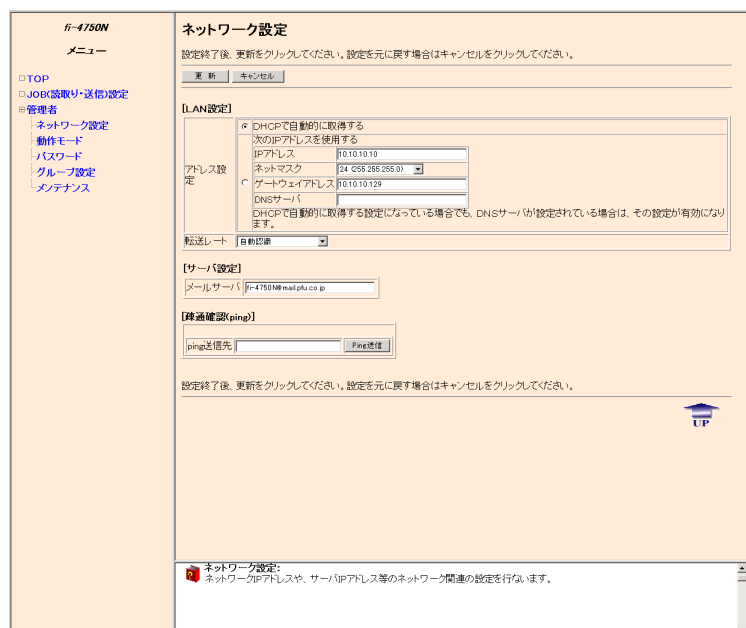 fi-4750N
メニュー
TOP
JOB(読取り・送信)設定
管理者
ネットワーク設定
動作モード
パスワード
グループ設定
メンテナンス
ネットワーク設定
設定終了後、更新をクリックしてください。設定を元に戻す場合はキャンセルをクリックしてください。
更 新 キャンセル
[LAN設定]
アドレス設定
DHCPで自動的に取得する
次のIPアドレスを使用する
IPアドレス 10.10.10.10
ネットマスク 24 (255.255.255.0)
ゲートウェイアドレス 10.10.10.129
DNSサーバ
DHCPで自動的に取得する設定になっている場合でも、DNSサーバが設定されている場合は、その設定が有効になり
ます。
転送レート 自動認識
[サーバ設定]
メールサーバ fi-4750N@mail.pfu.co.jp
[疎通確認(ping)]
ping送信先 Ping送信
設定終了後、更新をクリックしてください。設定を元に戻す場合はキャンセルをクリックしてください。
UP
ネットワーク設定:
ネットワークIPアドレスや、サーバIPアドレス等のネットワーク関連の設定を行ないます。